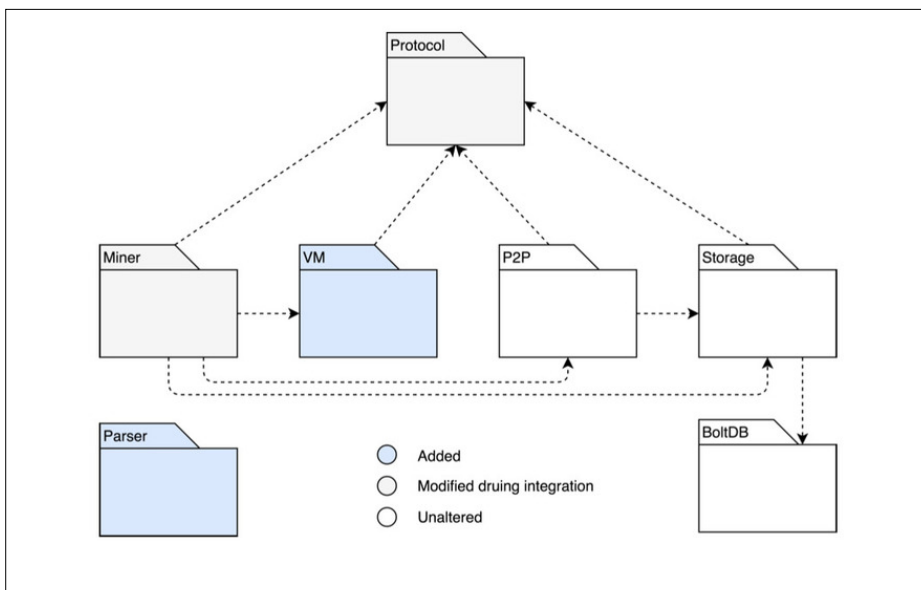 Protocol
Miner
VM
P2P
Storage
Parser
BoltDB
Added
Modified druing integration
Unaltered